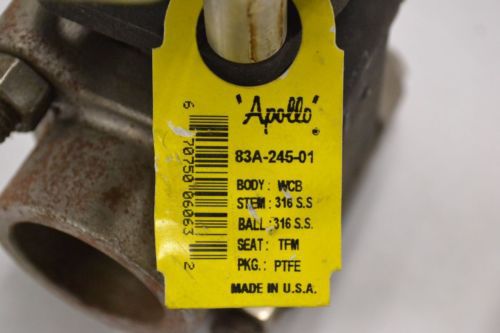 'Apollo'
83A-245-01
BODY: WCB
STEM: 316 S.S
BALL: 316 S.S.
SEAT: TFM
PKG.: PTFE
MADE IN U.S.A.
6 70750 06063 2